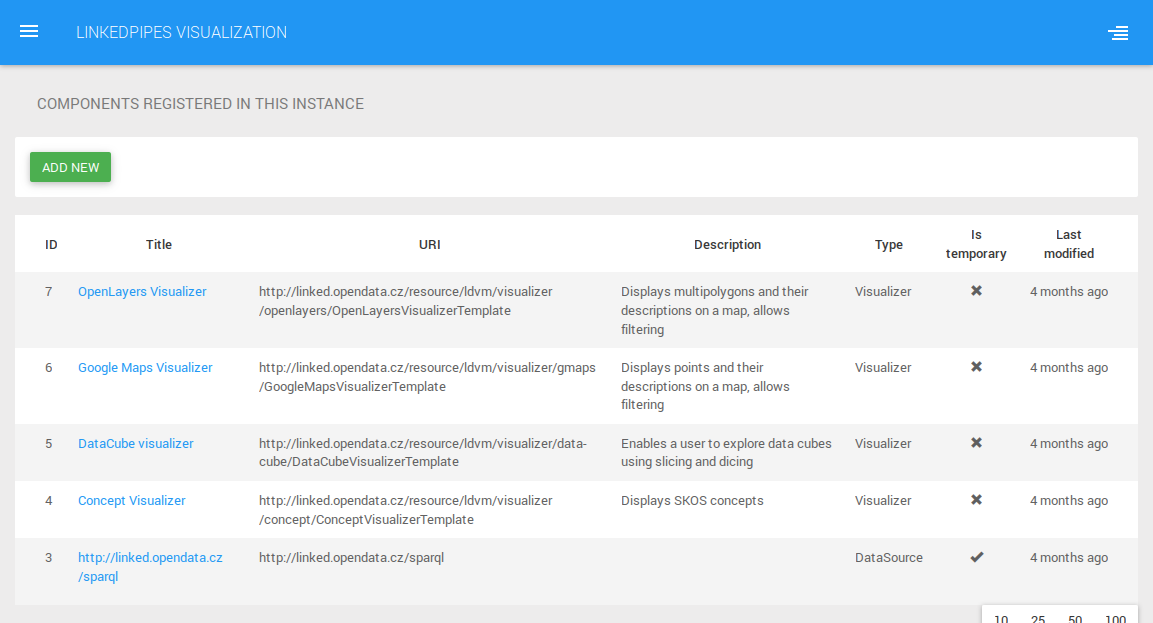 LINKEDPIPES VISUALIZATION
COMPONENTS REGISTERED IN THIS INSTANCE
ADD NEW
ID Title URI Description Type Is temporary Last modified
7 OpenLayers Visualizer http://linked.opendata.cz/resource/ldvm/visualizer Displays multipolygons and their Visualizer ✖ 4 months ago
/openlayers/OpenLayersVisualizerTemplate descriptions on a map, allows
filtering
6 Google Maps Visualizer http://linked.opendata.cz/resource/ldvm/visualizer/gmaps Displays points and their Visualizer ✖ 4 months ago
/GoogleMapsVisualizerTemplate descriptions on a map, allows
filtering
5 DataCube visualizer http://linked.opendata.cz/resource/ldvm/visualizer/data- Enables a user to explore data cubes Visualizer ✖ 4 months ago
cube/DataCubeVisualizerTemplate using slicing and dicing
4 Concept Visualizer http://linked.opendata.cz/resource/ldvm/visualizer Displays SKOS concepts Visualizer ✖ 4 months ago
/concept/ConceptVisualizerTemplate
3 http://linked.opendata.cz http://linked.opendata.cz/sparql DataSource ✔ 4 months ago
/sparql
10 25 50 100